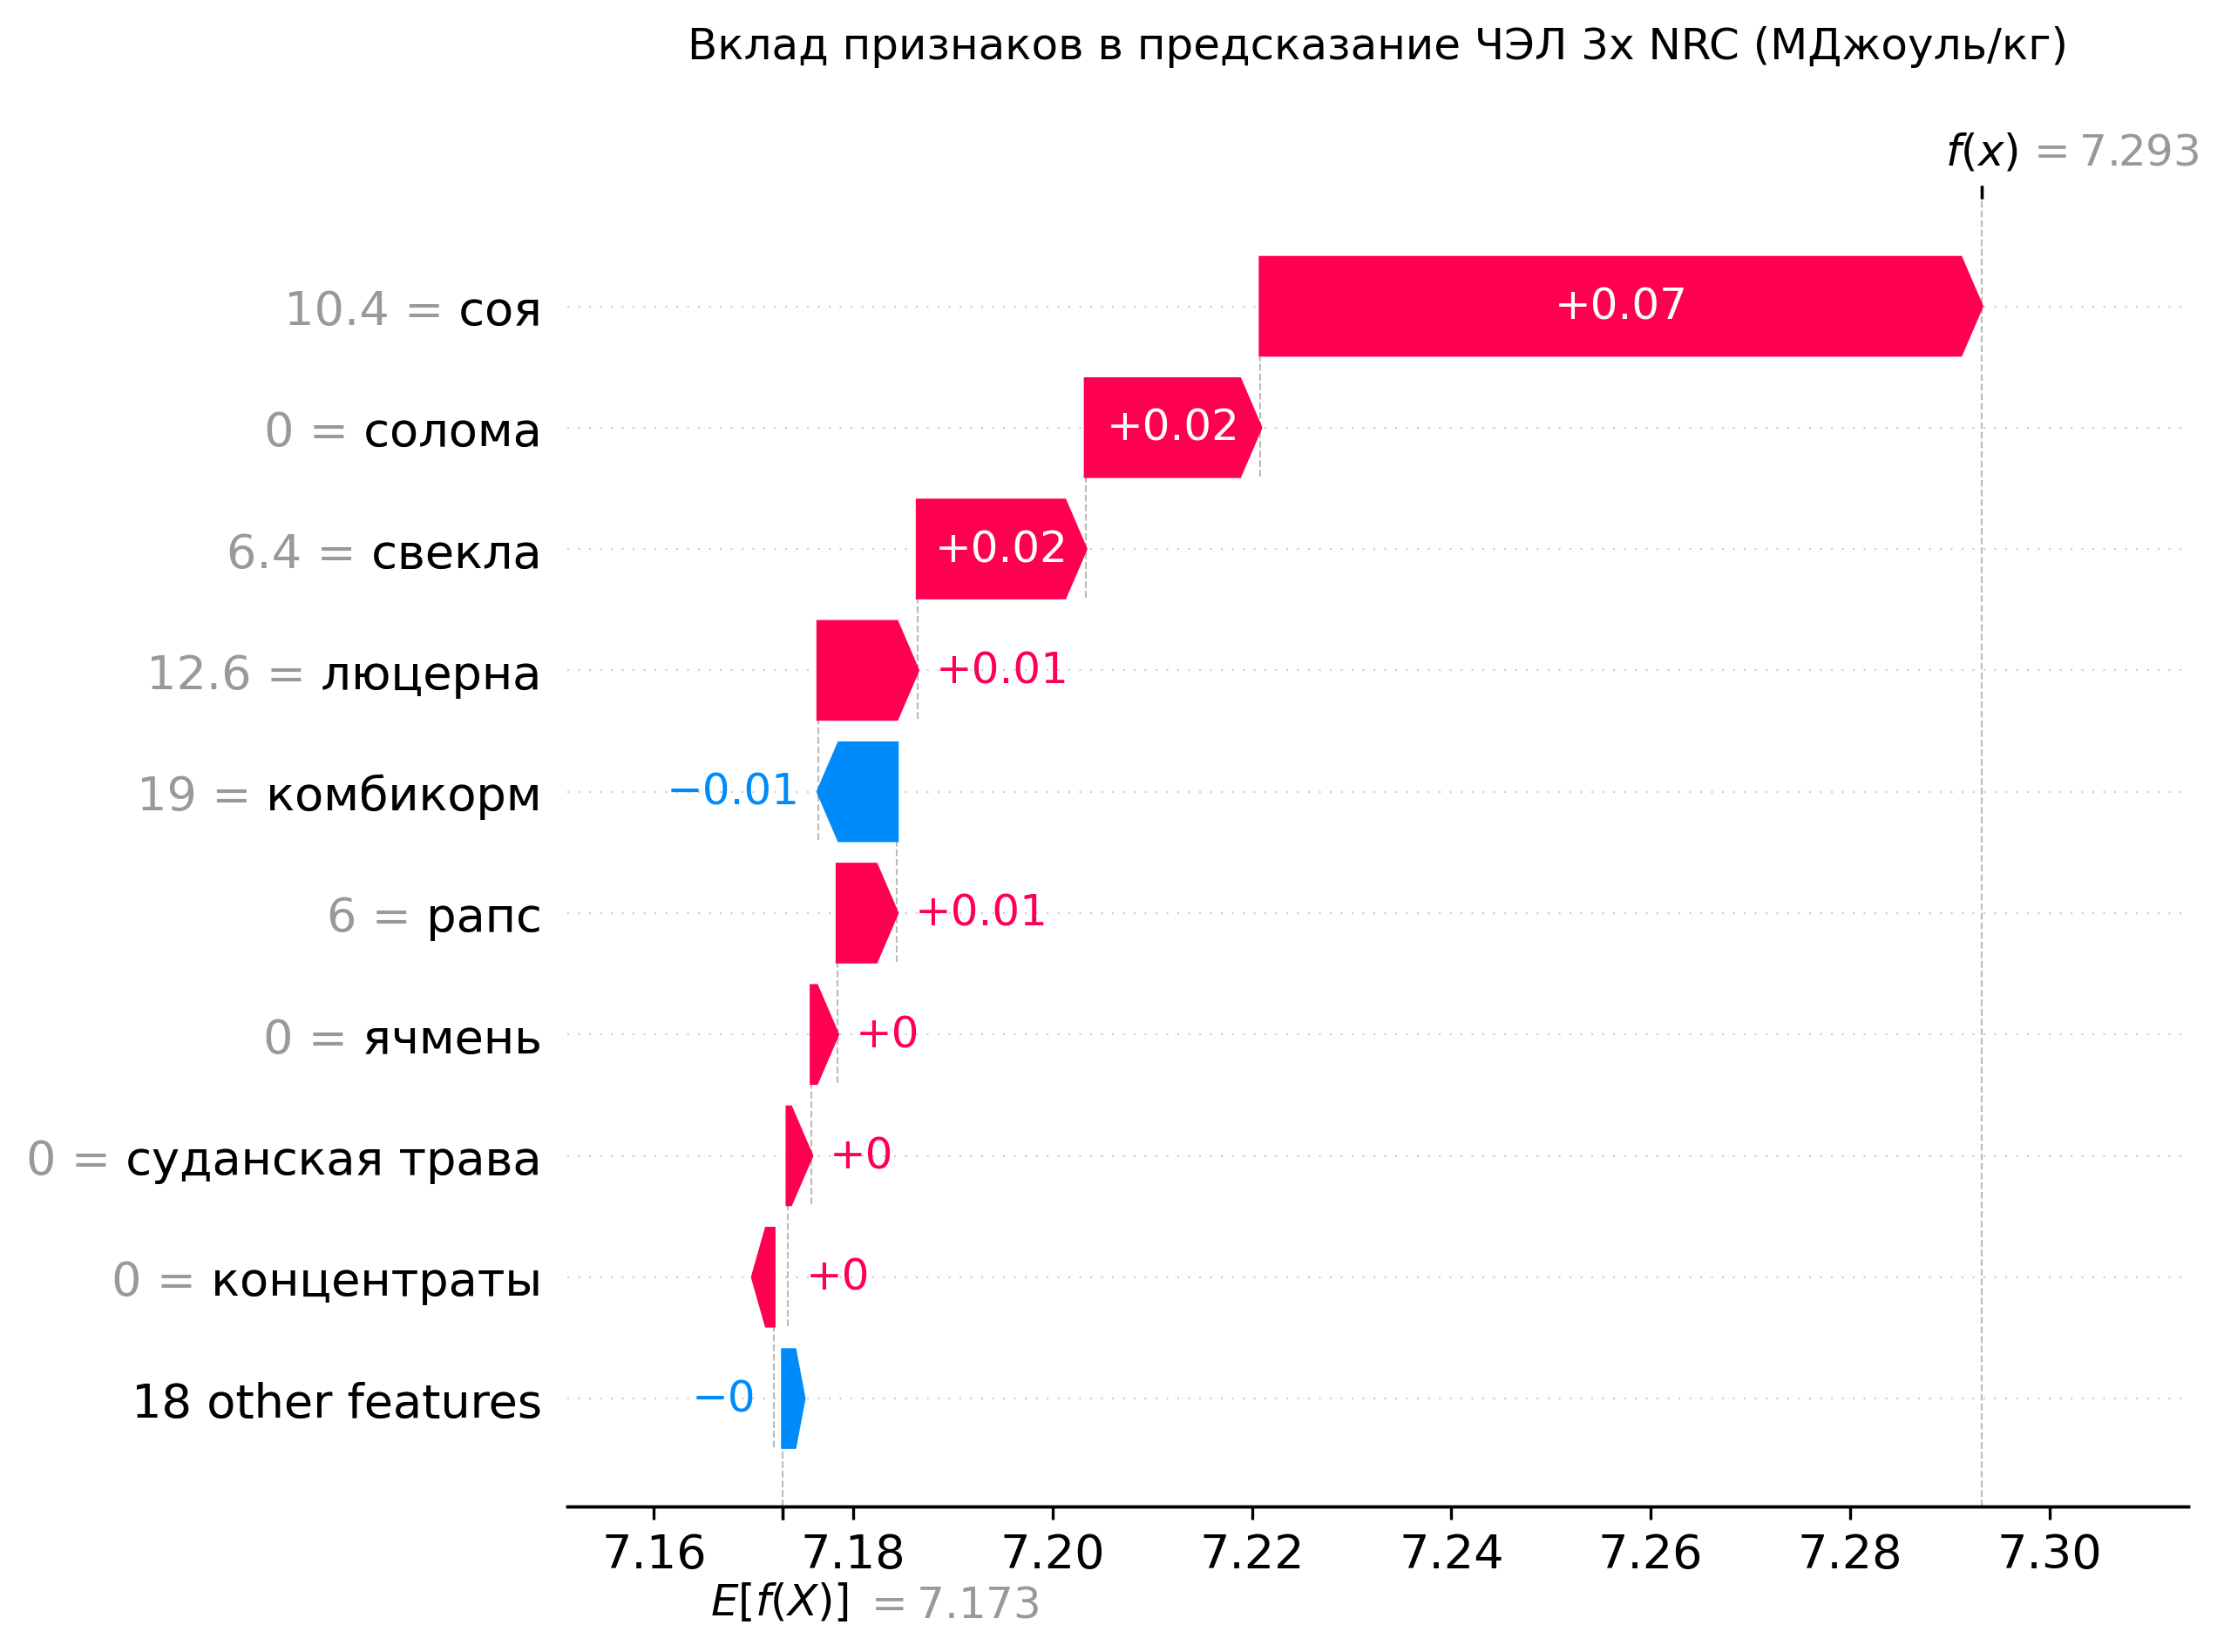 Вклад признаков в предсказание ЧЭЛ 3x NRC (МДжоуль/кг)
f(x) = 7.293
10.4 = соя
+0.07
0 = солома
+0.02
6.4 = свекла
+0.02
12.6 = люцерна
+0.01
19 = комбикорм
−0.01
6 = рапс
+0.01
0 = ячмень
+0
0 = суданская трава
+0
0 = концентраты
+0
18 other features
−0
7.16 7.18 7.20 7.22 7.24 7.26 7.28 7.30
E[f(X)] = 7.173